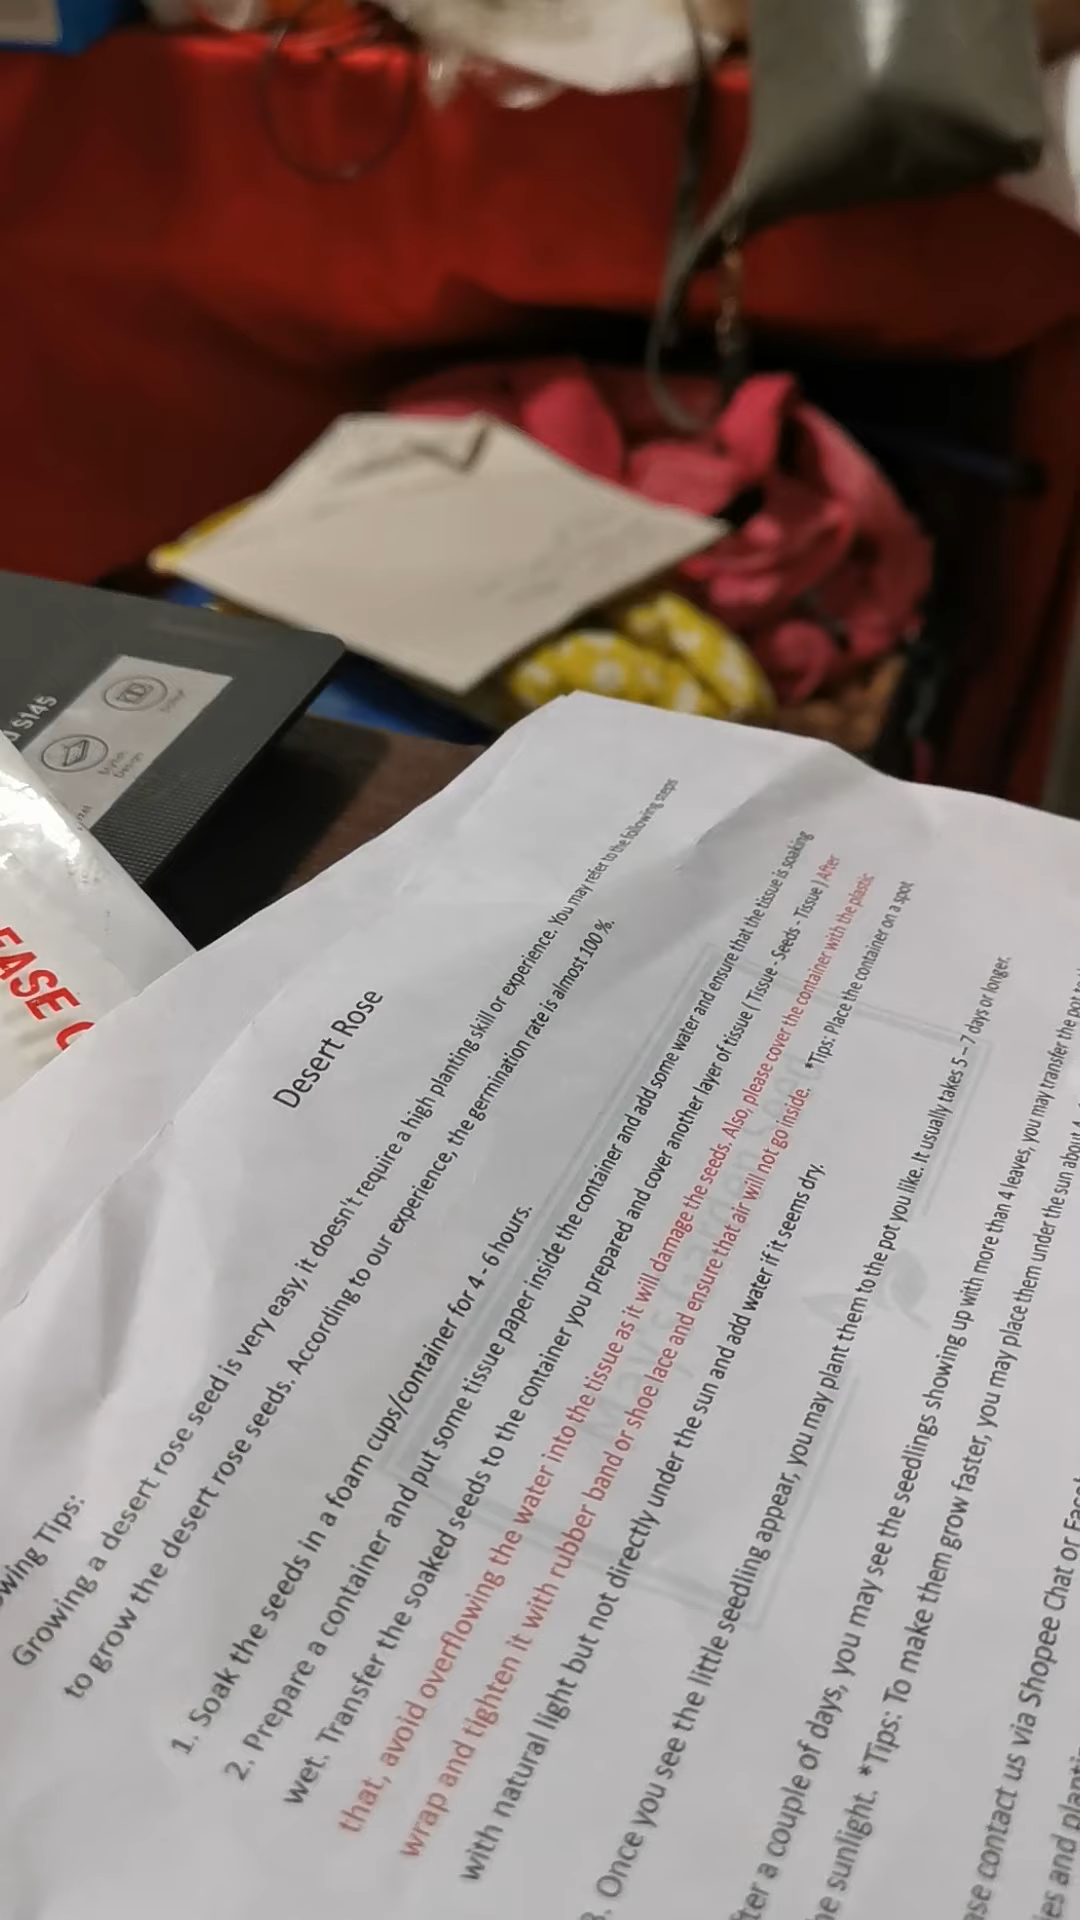 S145
EASE
Desert Rose
wing Tips:
Growing a desert rose seed is very easy, it doesn't require a high planting skill or experience. You may refer to the following steps
to grow the desert rose seeds. According to our experience, the germination rate is almost 100 %.
1. Soak the seeds in a foam cups/container for 4 - 6 hours.
2. Prepare a container and put some tissue paper inside the container and add some water and ensure that the tissue is soaking
wet. Transfer the soaked seeds to the container you prepared and cover another layer of tissue ( Tissue - Seeds - Tissue ) After
that, avoid overflowing the water into the tissue as it will damage the seeds. Also, please cover the container with the plastic
wrap and tighten it with rubber band or shoe lace and ensure that air will not go inside. *Tips: Place the container on a spot
with natural light but not directly under the sun and add water if it seems dry.
3. Once you see the little seedling appear, you may plant them to the pot you like. It usually takes 5 – 7 days or longer.
ter a couple of days, you may see the seedlings showing up with more than 4 leaves, you may transfer the pot
he sunlight. *Tips: To make them grow faster, you may place them under the sun about
ase contact us via Shopee Chat or
ies and